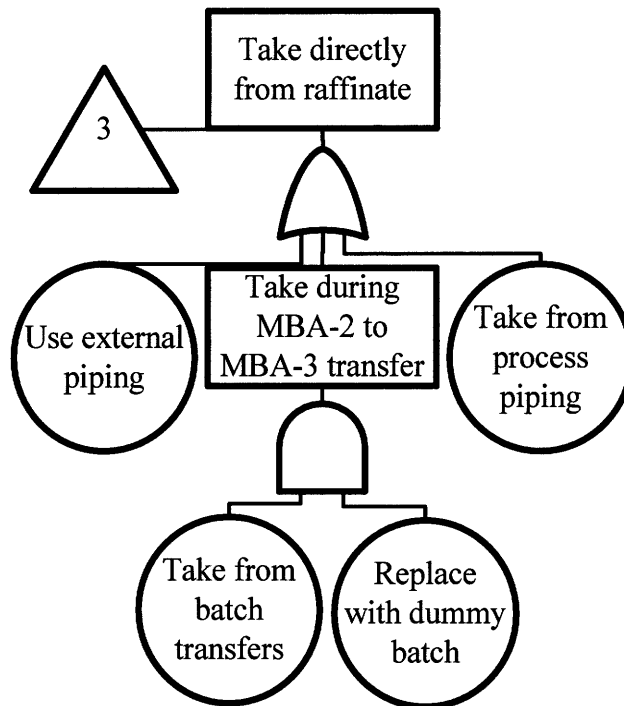 Take directly
from raffinate
3
Use external
piping
Take during
MBA-2 to
MBA-3 transfer
Take from
process
piping
Take from
batch
transfers
Replace
with dummy
batch